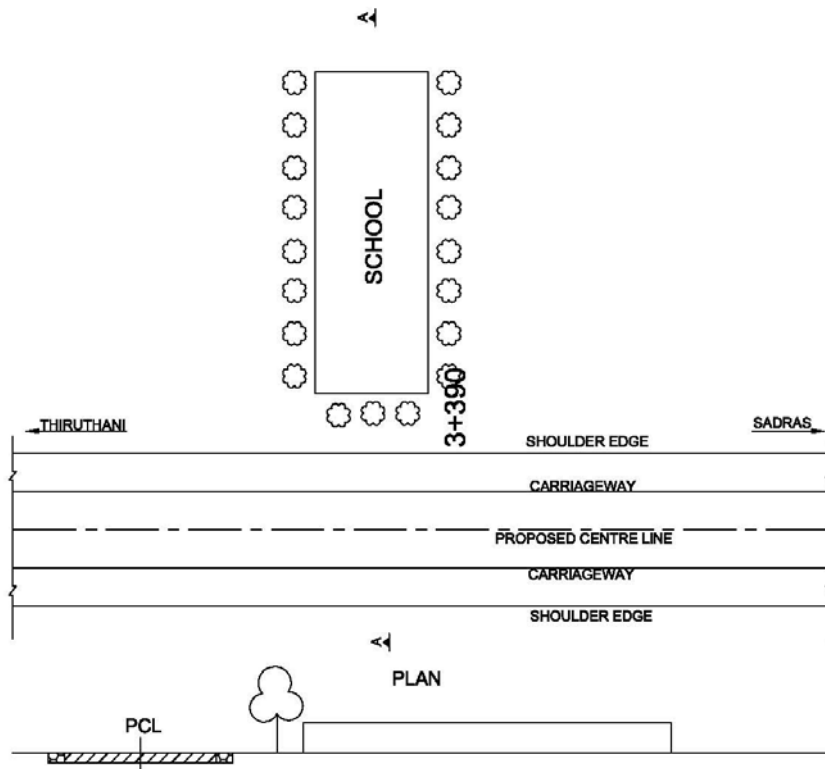 A
SCHOOL
3+390
THIRUTHANI
SADRAS
SHOULDER EDGE
CARRIAGEWAY
PROPOSED CENTRE LINE
CARRIAGEWAY
SHOULDER EDGE
A
PLAN
PCL